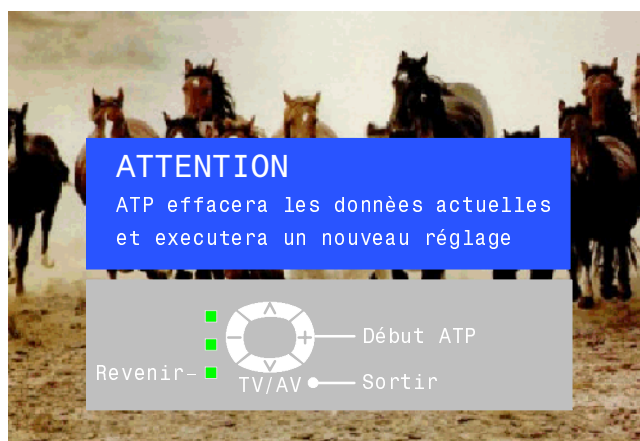 ATTENTION
ATP effacera les donnèes actuelles
et executera un nouveau réglage
Début ATP
Revenir
TV/AV
Sortir